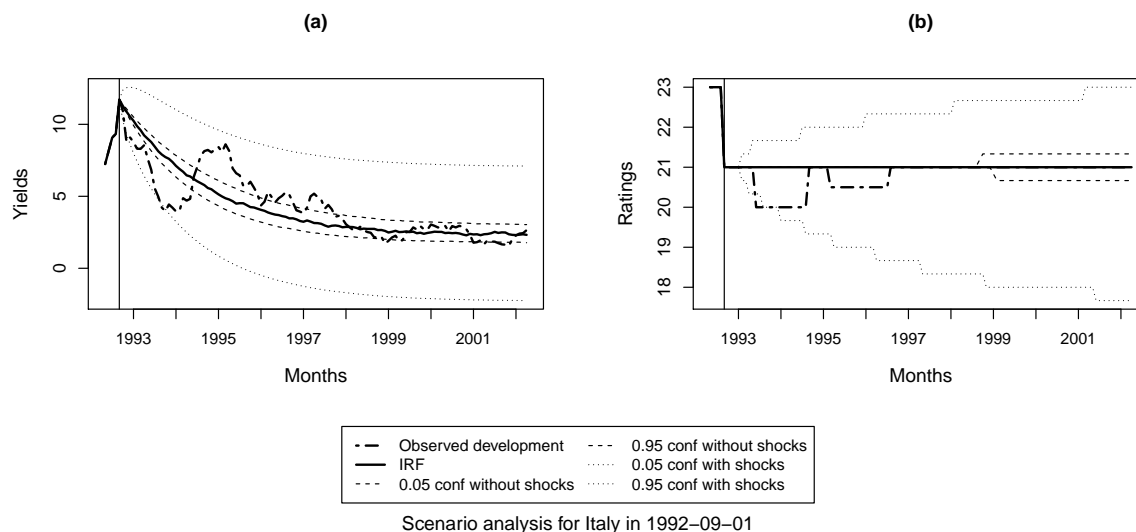 (a)
(b)
Yields
10
5
0
1993
1995
1997
1999
2001
Months
Ratings
23
22
21
20
19
18
1993
1995
1997
1999
2001
Months
Observed development
IRF
0.05 conf without shocks
0.95 conf without shocks
0.05 conf with shocks
0.95 conf with shocks
Scenario analysis for Italy in 1992−09−01